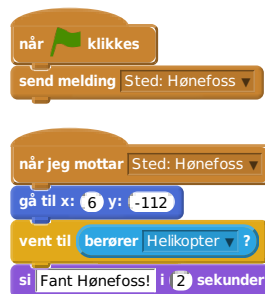 når klikkes
send melding Sted: Hønefoss
når jeg mottar Sted: Hønefoss
gå til x: 6 y: -112
vent til berører Helikopter ?
si Fant Hønefoss! i 2 sekunder